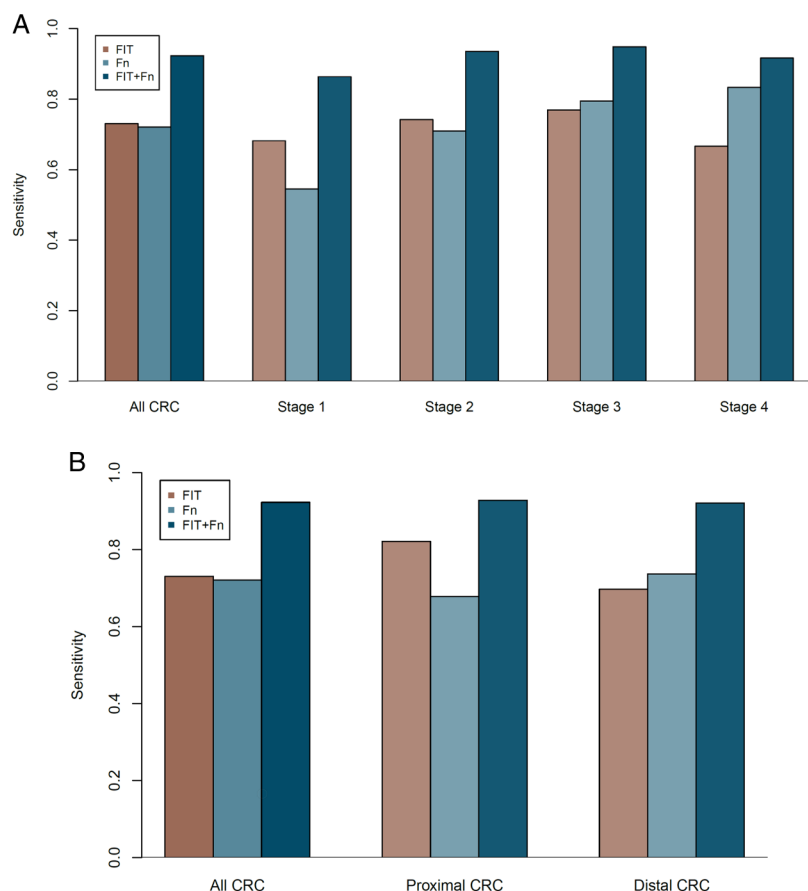 A
FIT
Fn
FIT+Fn
Sensitivity
1.0
0.8
0.6
0.4
0.2
0.0
All CRC
Stage 1
Stage 2
Stage 3
Stage 4
B
FIT
Fn
FIT+Fn
Sensitivity
1.0
0.8
0.6
0.4
0.2
0.0
All CRC
Proximal CRC
Distal CRC